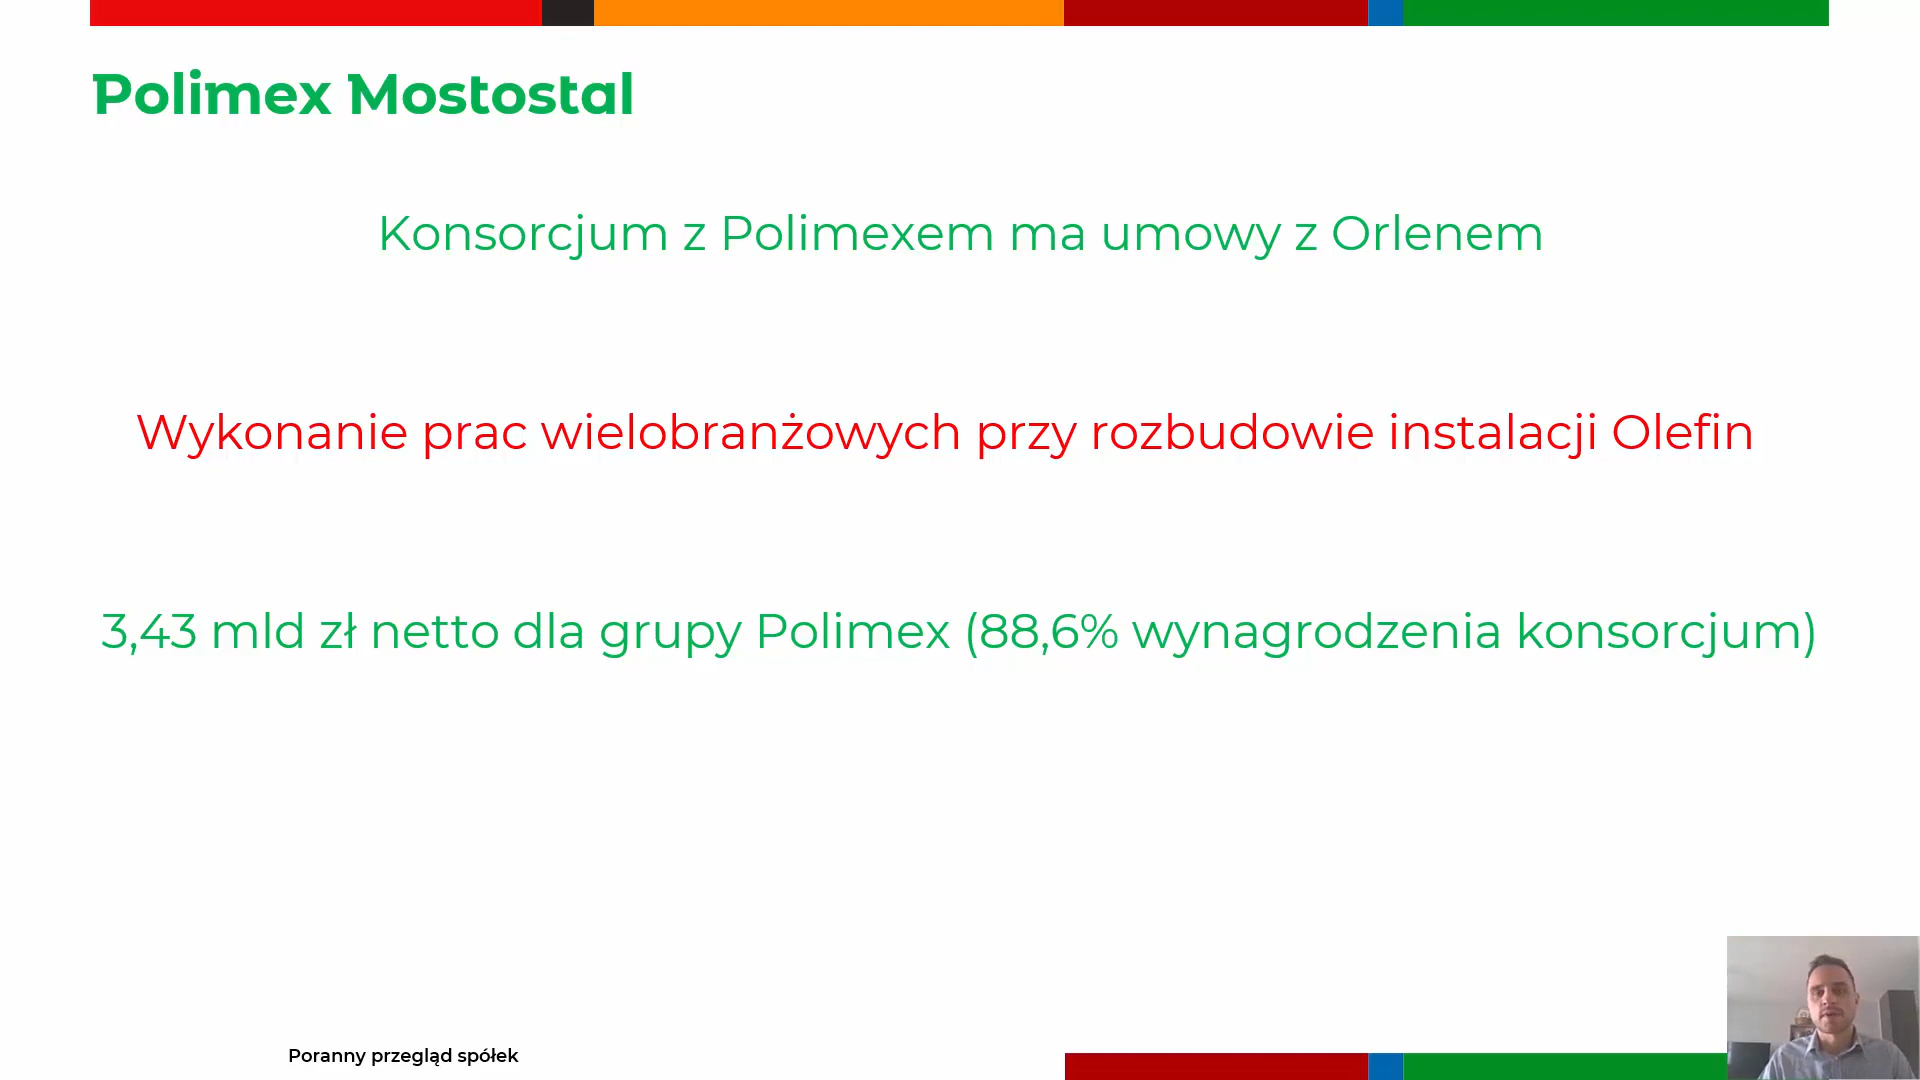 Polimex Mostostal
Konsorcjum z Polimexem ma umowy z Orlenem
Wykonanie prac wielobranżowych przy rozbudowie instalacji Olefin
3,43 mld zł netto dla grupy Polimex (88,6% wynagrodzenia konsorcjum)
Poranny przegląd spółek